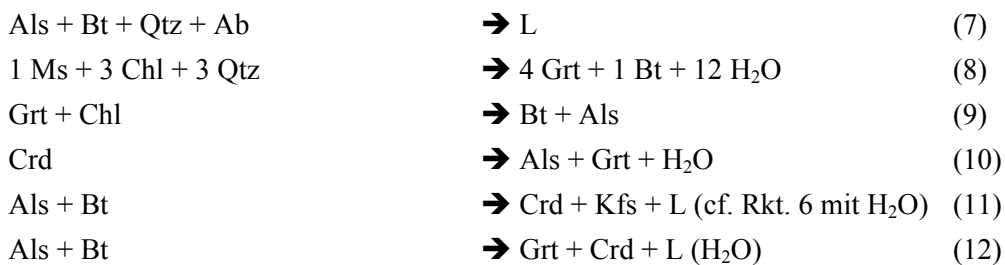 Als + Bt + Qtz + Ab ➔ L (7)
1 Ms + 3 Chl + 3 Qtz ➔ 4 Grt + 1 Bt + 12 H₂O (8)
Grt + Chl ➔ Bt + Als (9)
Crd ➔ Als + Grt + H₂O (10)
Als + Bt ➔ Crd + Kfs + L (cf. Rkt. 6 mit H₂O) (11)
Als + Bt ➔ Grt + Crd + L (H₂O) (12)